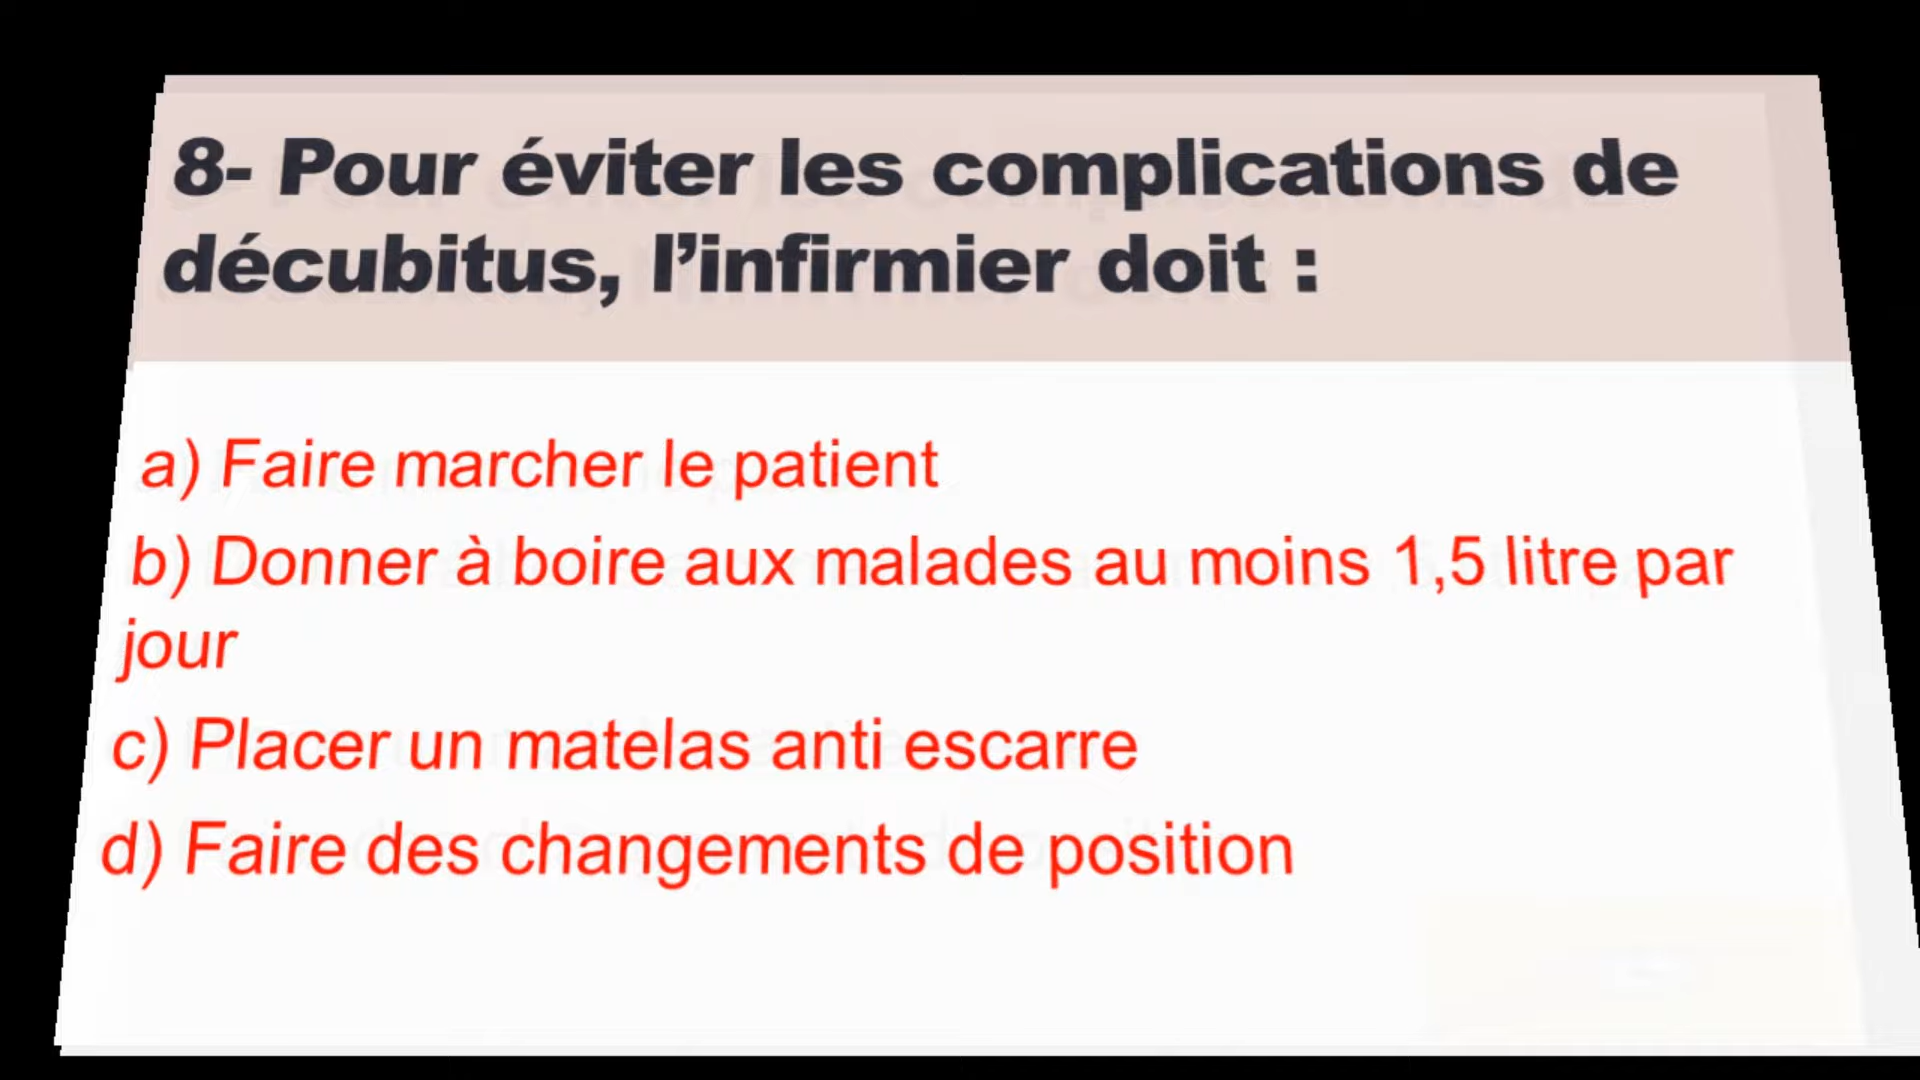 8- Pour éviter les complications de
décubitus, l’infirmier doit :
a) Faire marcher le patient
b) Donner à boire aux malades au moins 1,5 litre par
jour
c) Placer un matelas anti escarre
d) Faire des changements de position